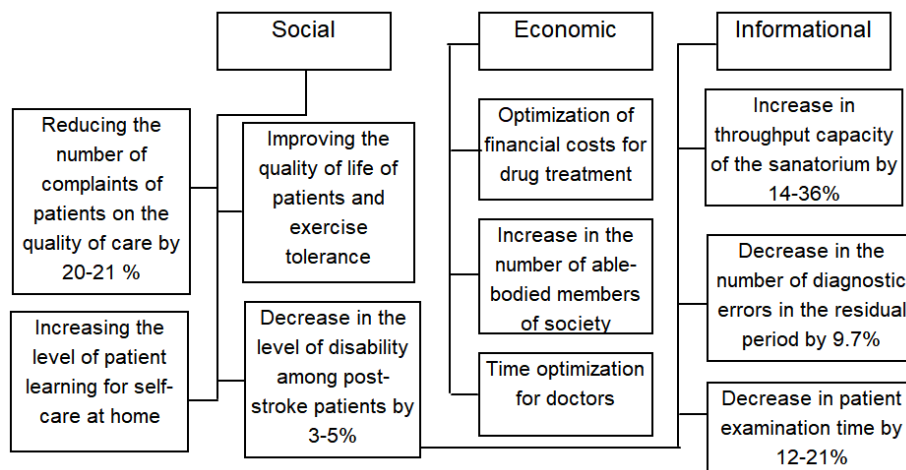 Social
Reducing the
number of
complaints of
patients on the
quality of care by
20-21 %
Improving the
quality of life of
patients and
exercise
tolerance
Increasing the
level of patient
learning for self-
care at home
Decrease in the
level of disability
among post-
stroke patients by
3-5%
Economic
Optimization of
financial costs for
drug treatment
Increase in the
number of able-
bodied members
of society
Time optimization
for doctors
Informational
Increase in
throughput capacity
of the sanatorium by
14-36%
Decrease in the
number of diagnostic
errors in the residual
period by 9.7%
Decrease in patient
examination time by
12-21%